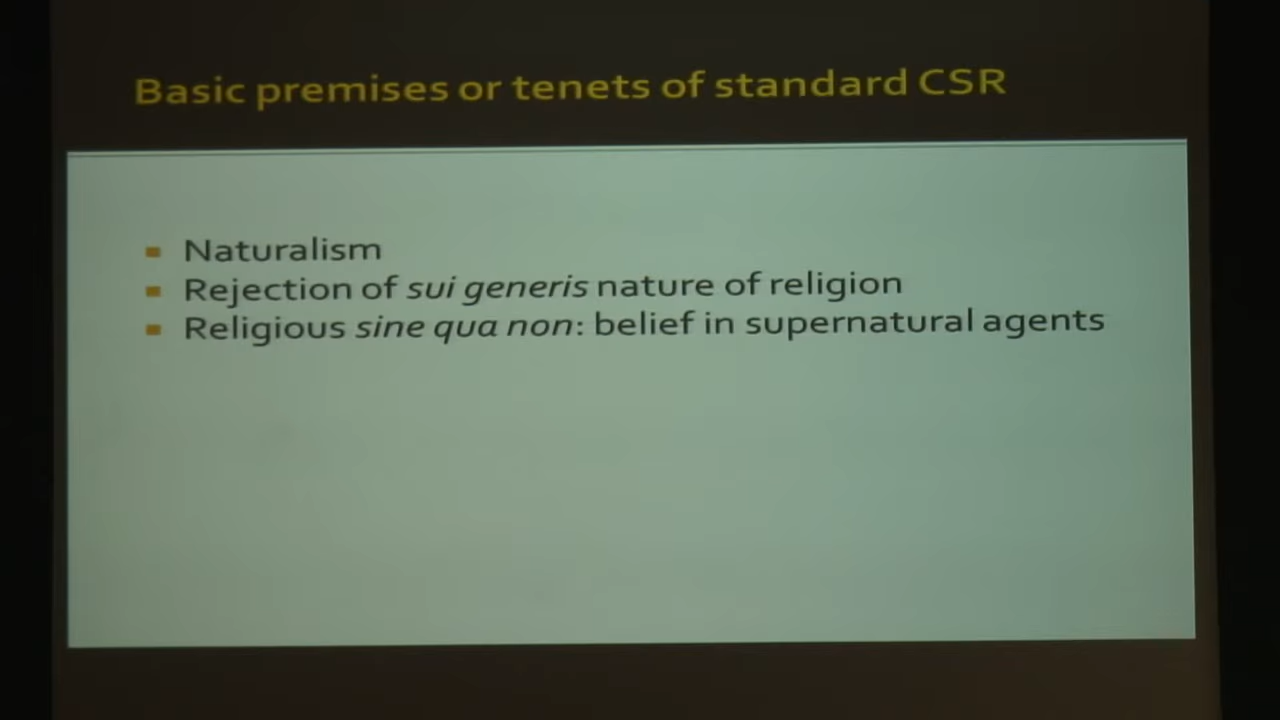 Basic premises or tenets of standard CSR
Naturalism
Rejection of sui generis nature of religion
Religious sine qua non: belief in supernatural agents